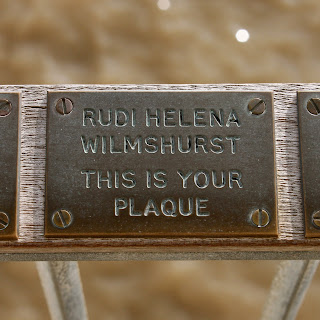 RUDI HELENA
WILMSHURST
THIS IS YOUR
PLAQUE